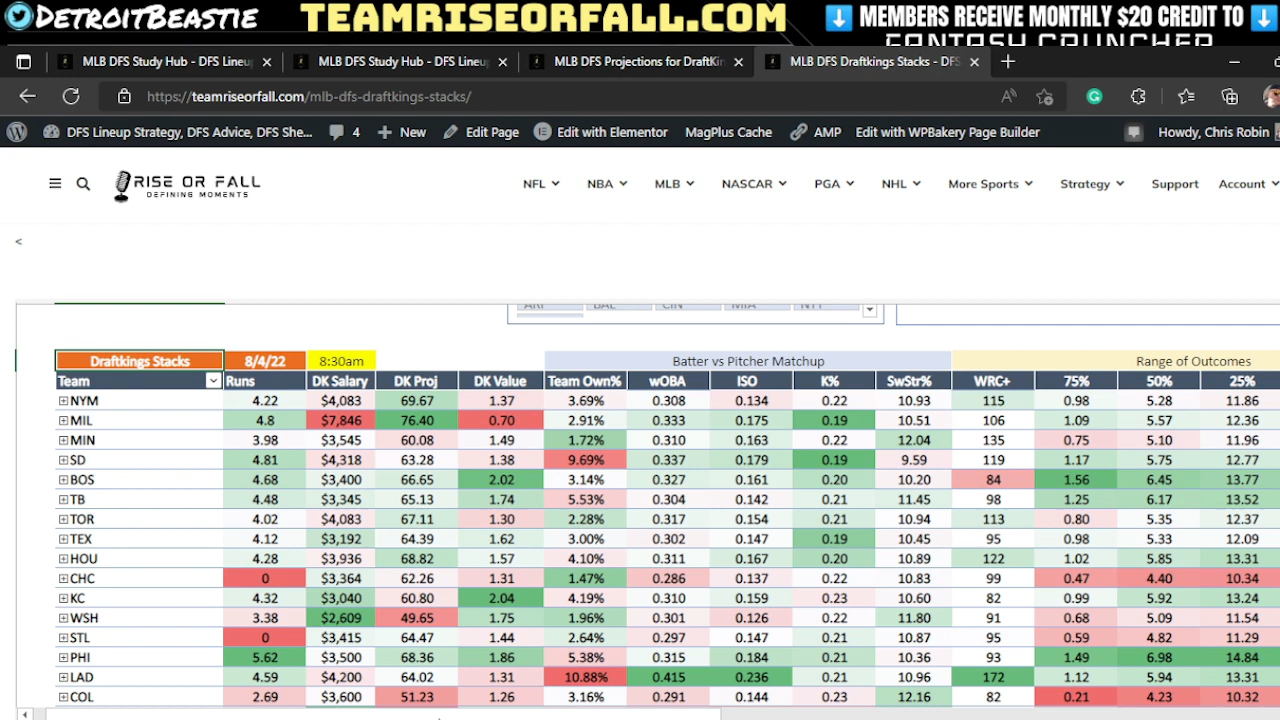 DETROITBEASTIE
TEAMRISEORFALL.COM
MEMBERS RECEIVE MONTHLY $20 CREDIT TO
FANTASY CRUNCHER
MLB DFS Study Hub - DFS Lineu
MLB DFS Study Hub - DFS Lineu
MLB DFS Projections for DraftKin
MLB DFS Draftkings Stacks - DFS
https://teamriseorfall.com/mlb-dfs-draftkings-stacks/
DFS Lineup Strategy, DFS Advice, DFS She... 4 New Edit Page Edit with Elementor MagPlus Cache AMP Edit with WPBakery Page Builder Howdy, Chris Robin
RISE OR FALL
DEFINING MOMENTS
NFL NBA MLB NASCAR PGA NHL More Sports Strategy Support Account
<
ARI BAL CIN MIA NYY
Draftkings Stacks 8/4/22 8:30am Batter vs Pitcher Matchup Range of Outcomes
Team Runs DK Salary DK Proj DK Value Team Own% wOBA ISO K% SwStr% WRC+ 75% 50% 25%
NYM 4.22 $4,083 69.67 1.37 3.69% 0.308 0.134 0.22 10.93 115 0.98 5.28 11.86
MIL 4.8 $7,846 76.40 0.70 2.91% 0.333 0.175 0.19 10.51 106 1.09 5.57 12.36
MIN 3.98 $3,545 60.08 1.49 1.72% 0.310 0.163 0.22 12.04 135 0.75 5.10 11.96
SD 4.81 $4,318 63.28 1.38 9.69% 0.337 0.179 0.19 9.59 119 1.17 5.75 12.77
BOS 4.68 $3,400 66.65 2.02 3.14% 0.327 0.161 0.20 10.20 84 1.56 6.45 13.77
TB 4.48 $3,345 65.13 1.74 5.53% 0.304 0.142 0.21 11.45 98 1.25 6.17 13.52
TOR 4.02 $4,083 67.11 1.30 2.28% 0.317 0.154 0.21 10.94 113 0.80 5.35 12.37
TEX 4.12 $3,192 64.39 1.62 3.00% 0.302 0.147 0.19 10.45 95 0.98 5.33 12.09
HOU 4.28 $3,936 68.82 1.57 4.10% 0.311 0.167 0.20 10.89 122 1.02 5.85 13.31
CHC 0 $3,364 62.26 1.31 1.47% 0.286 0.137 0.22 10.83 99 0.47 4.40 10.34
KC 4.32 $3,040 60.80 2.04 4.19% 0.310 0.159 0.23 10.60 82 0.99 5.92 13.24
WSH 3.38 $2,609 49.65 1.75 1.96% 0.301 0.126 0.22 11.80 91 0.68 5.09 11.54
STL 0 $3,415 64.47 1.44 2.64% 0.297 0.147 0.21 10.87 95 0.59 4.82 11.29
PHI 5.62 $3,500 68.36 1.86 5.38% 0.315 0.184 0.21 10.36 93 1.49 6.98 14.84
LAD 4.59 $4,200 64.02 1.31 10.88% 0.415 0.236 0.21 10.96 172 1.12 5.94 13.31
COL 2.69 $3,600 51.23 1.26 3.16% 0.291 0.144 0.23 12.16 82 0.21 4.23 10.32